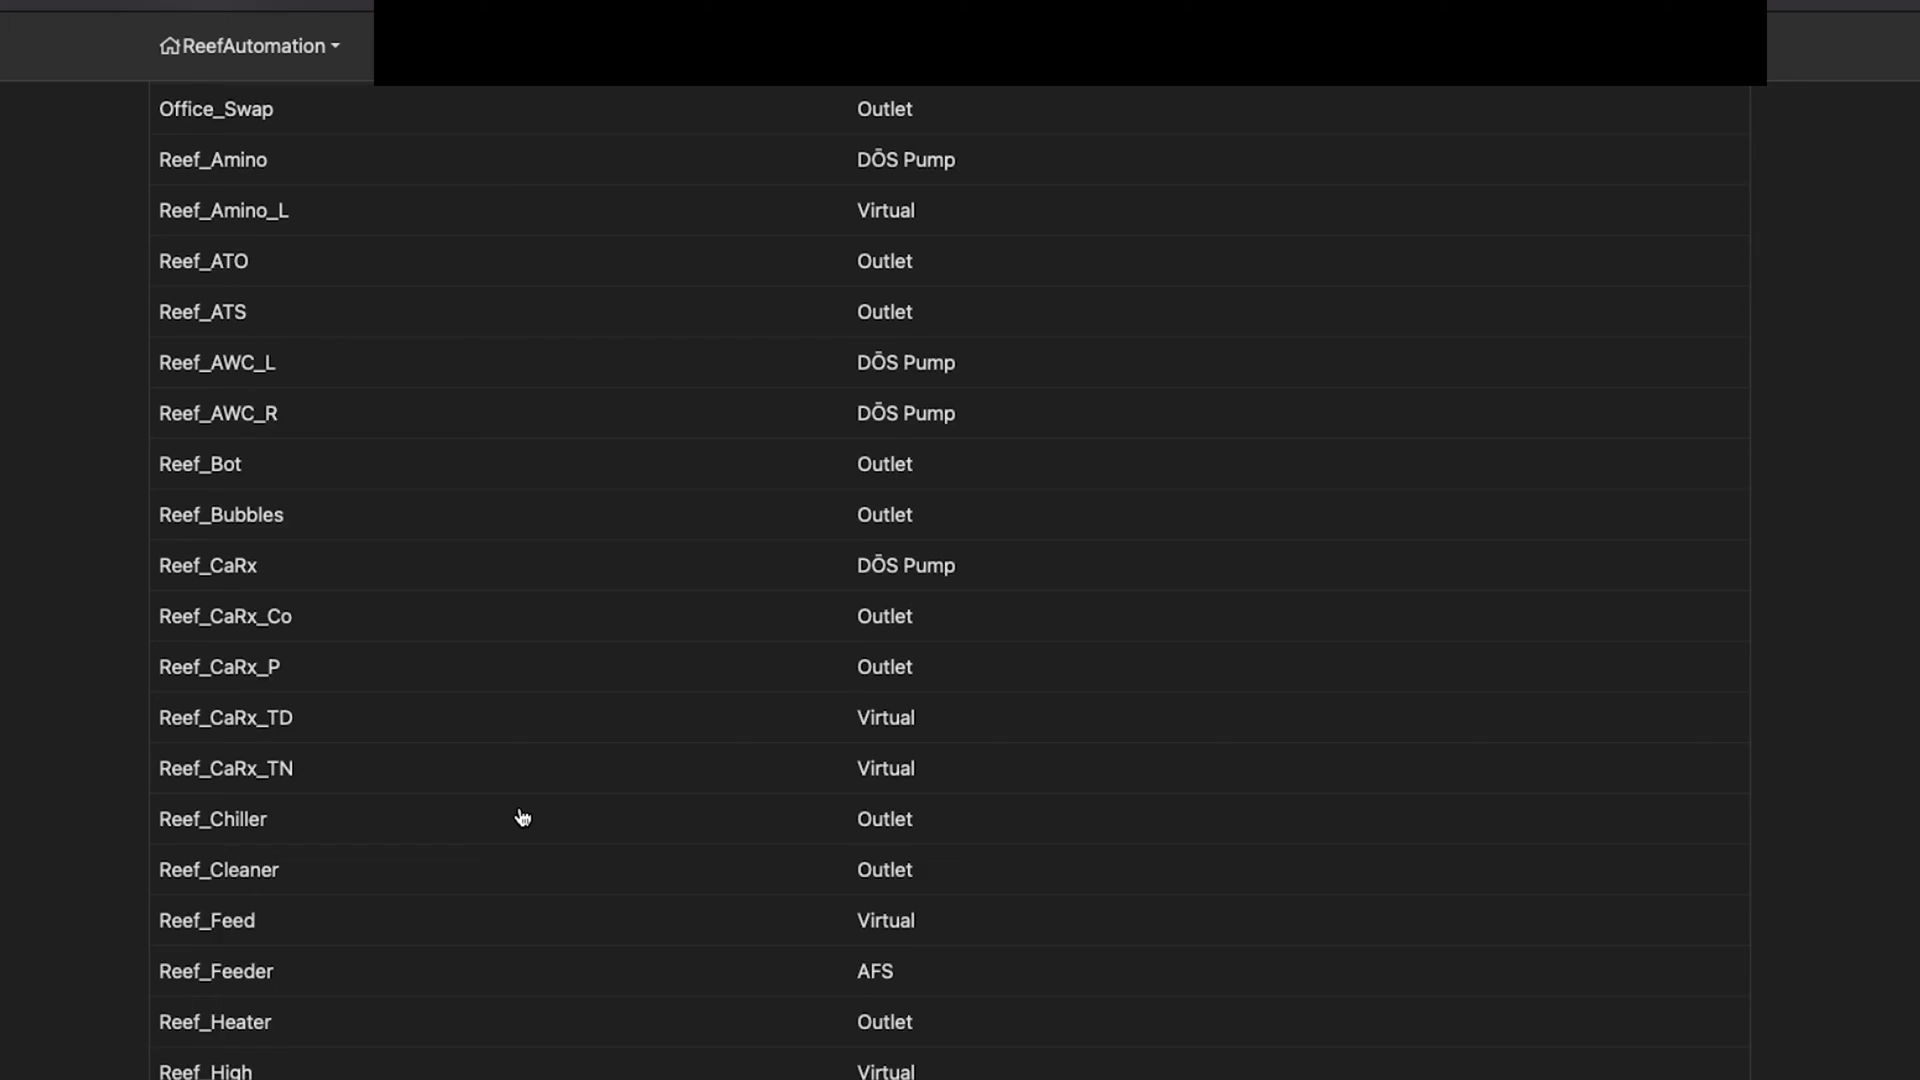 ReefAutomation
Office_Swap Outlet
Reef_Amino DŌS Pump
Reef_Amino_L Virtual
Reef_ATO Outlet
Reef_ATS Outlet
Reef_AWC_L DŌS Pump
Reef_AWC_R DŌS Pump
Reef_Bot Outlet
Reef_Bubbles Outlet
Reef_CaRx DŌS Pump
Reef_CaRx_Co Outlet
Reef_CaRx_P Outlet
Reef_CaRx_TD Virtual
Reef_CaRx_TN Virtual
Reef_Chiller Outlet
Reef_Cleaner Outlet
Reef_Feed Virtual
Reef_Feeder AFS
Reef_Heater Outlet
Reef_High Virtual